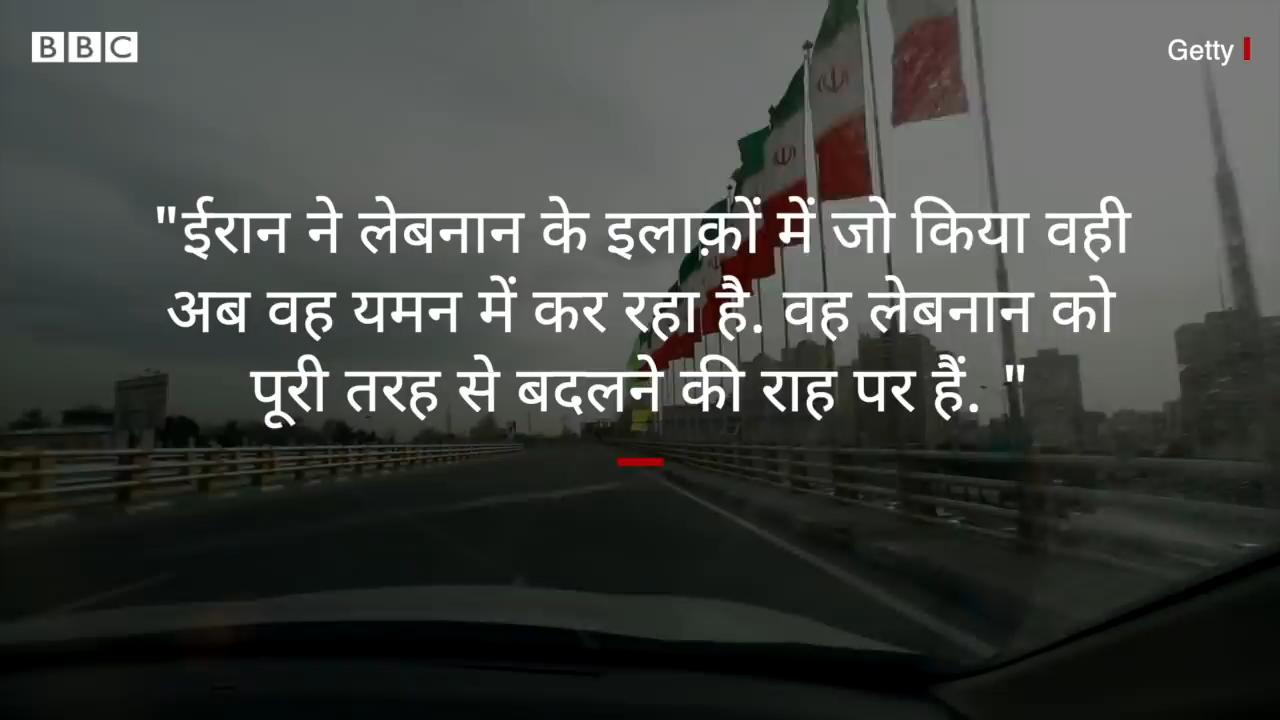 BBC
Getty
"ईरान ने लेबनान के इलाक़ों में जो किया वही
अब वह यमन में कर रहा है. वह लेबनान को
पूरी तरह से बदलने की राह पर हैं. "